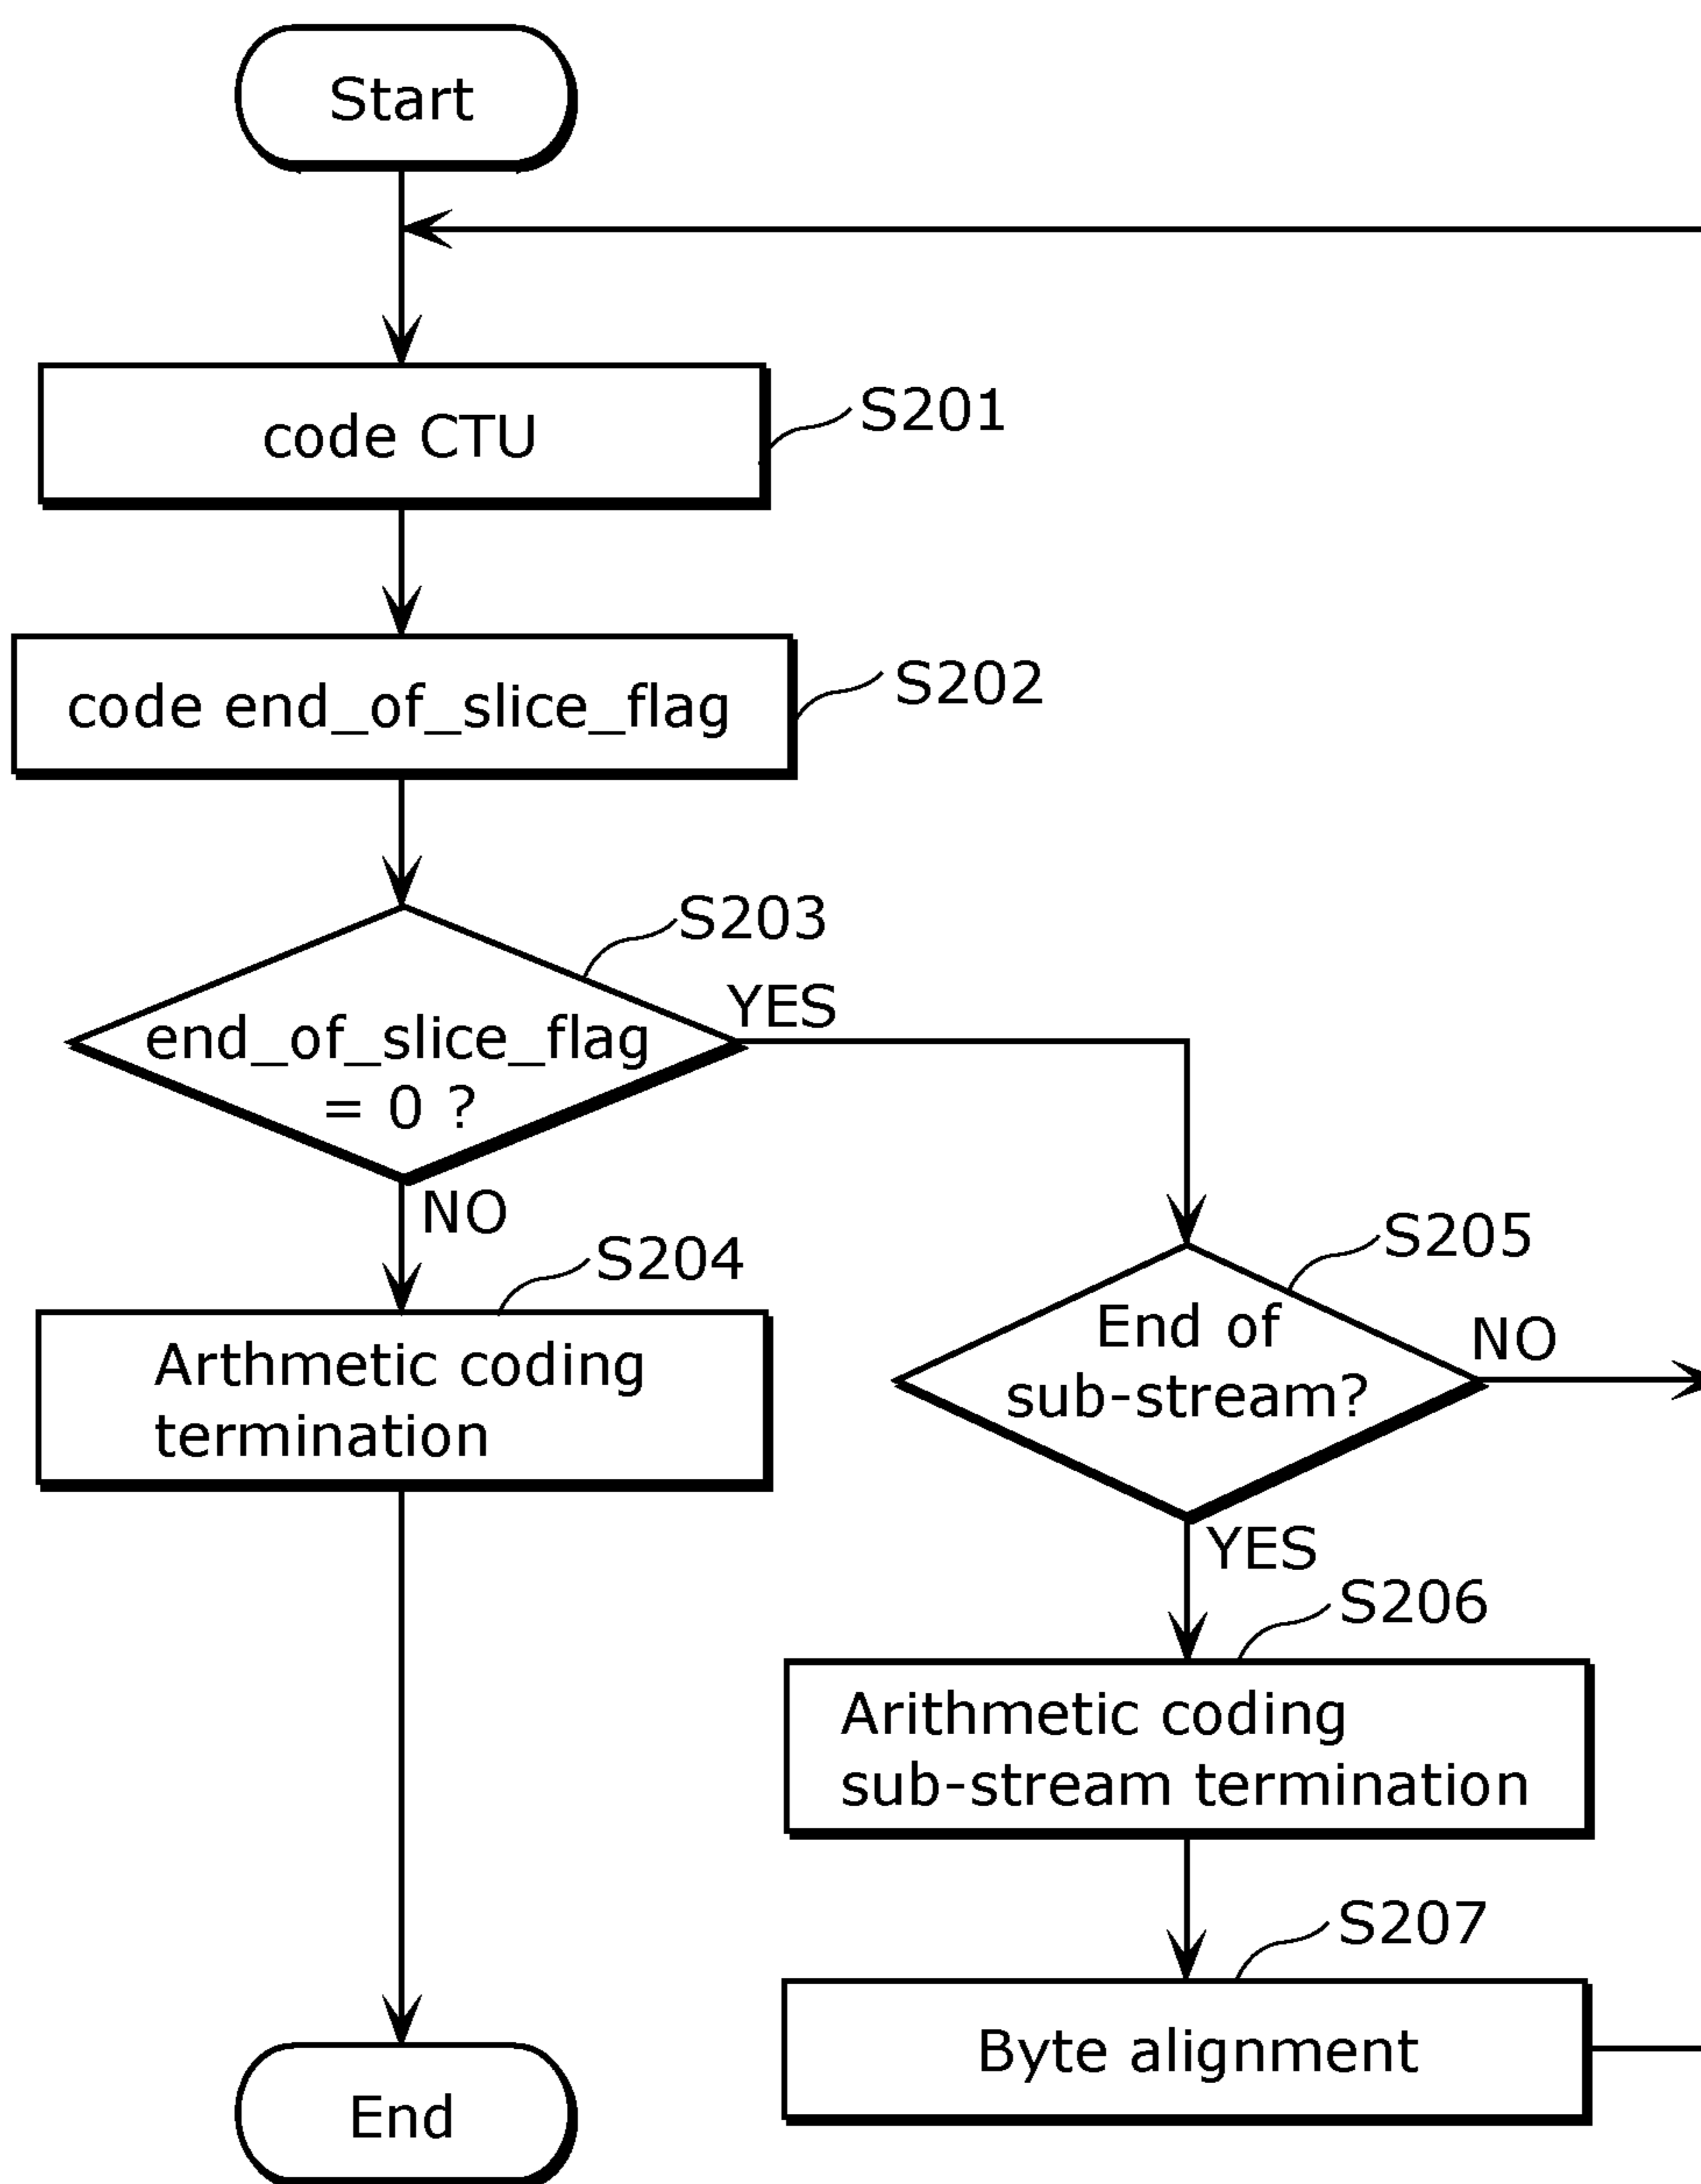 Start
code CTU
S201
code end_of_slice_flag
S202
S203
YES
end_of_slice_flag
= 0 ?
NO
S204
Arthmetic coding
termination
S205
End of
sub-stream?
NO
YES
S206
Arithmetic coding
sub-stream termination
S207
Byte alignment
End